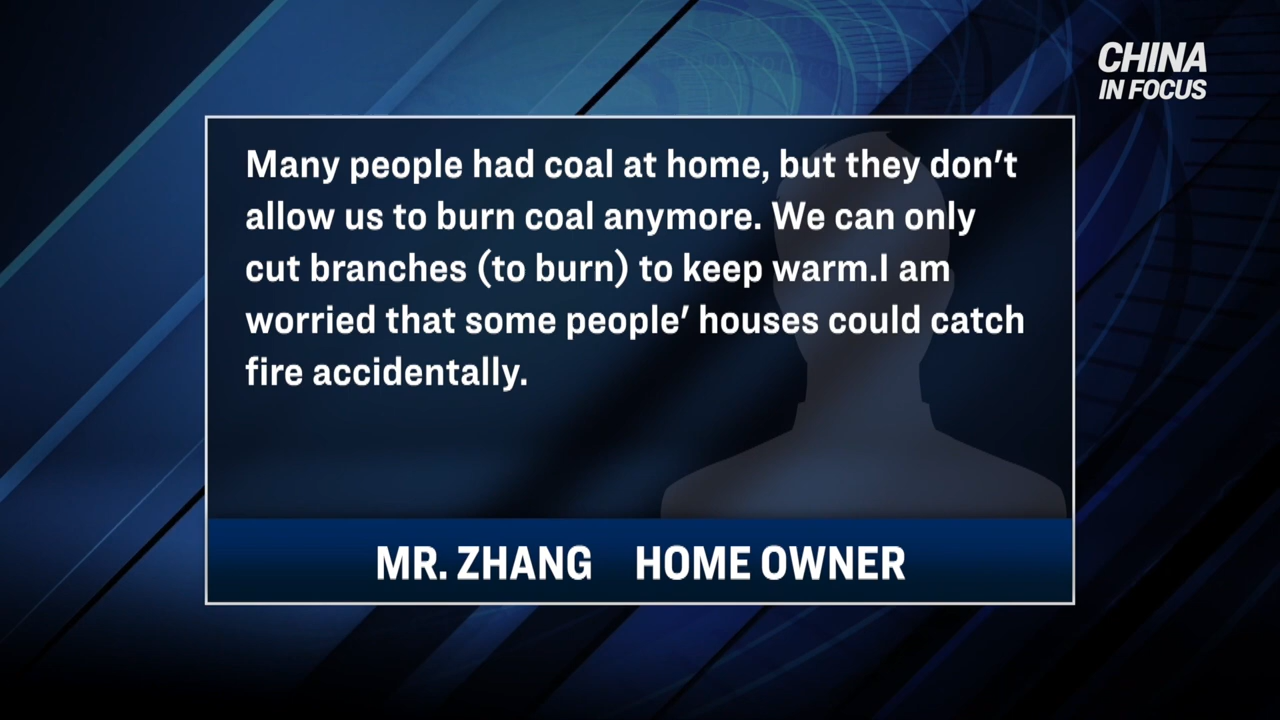 CHINA
IN FOCUS
Many people had coal at home, but they don’t
allow us to burn coal anymore. We can only
cut branches (to burn) to keep warm.I am
worried that some people’ houses could catch
fire accidentally.
MR. ZHANG HOME OWNER